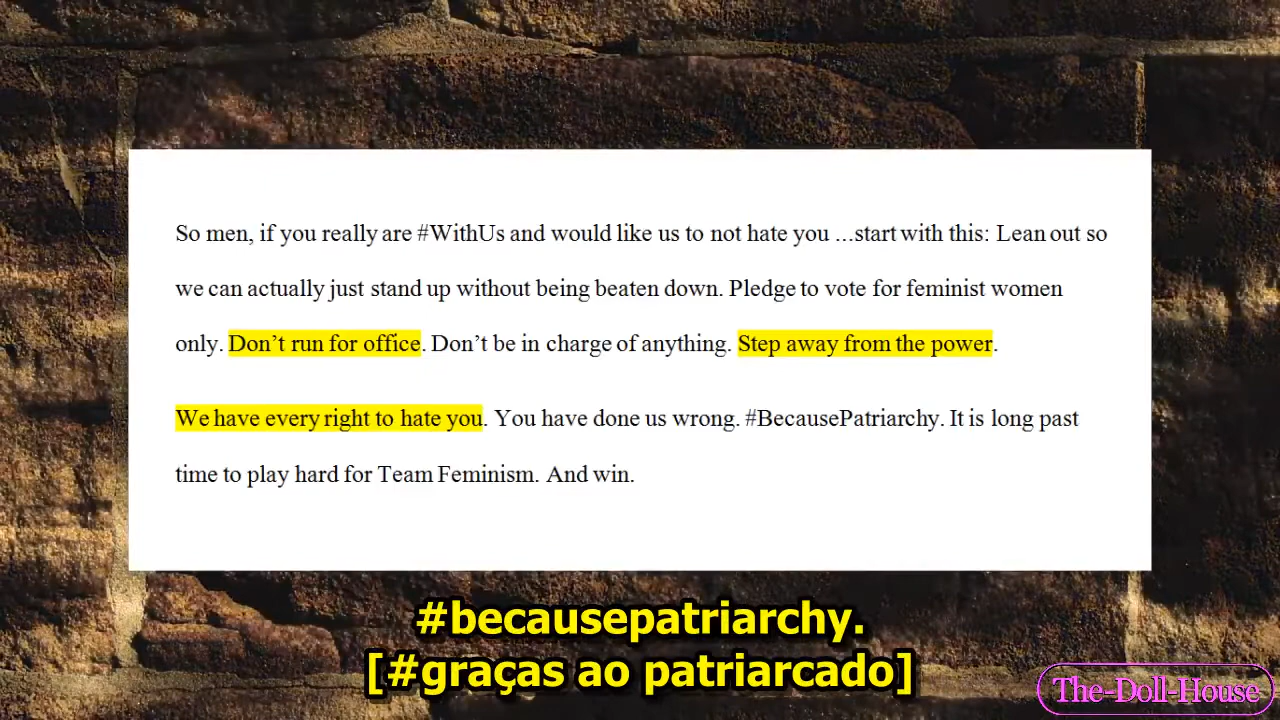 So men, if you really are #WithUs and would like us to not hate you ...start with this: Lean out so
we can actually just stand up without being beaten down. Pledge to vote for feminist women
only. Don’t run for office. Don’t be in charge of anything. Step away from the power.
We have every right to hate you. You have done us wrong. #BecausePatriarchy. It is long past
time to play hard for Team Feminism. And win.
#becausepatriarchy.
[#graças ao patriarcado]
The-Doll-House